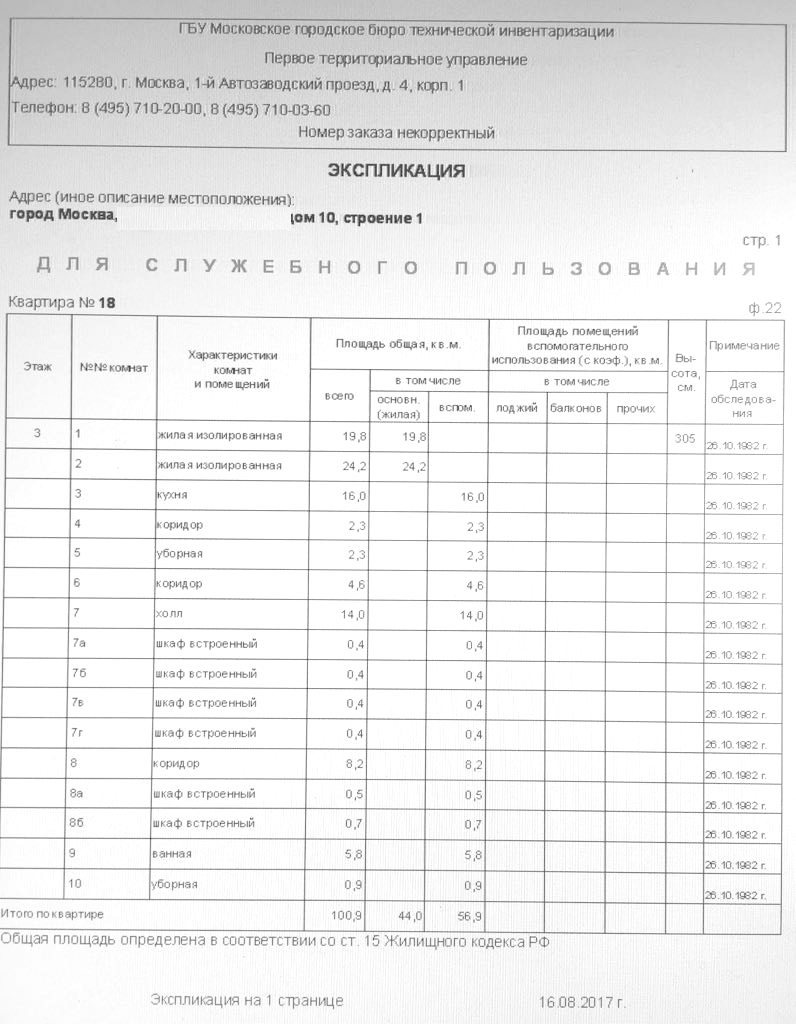 ГБУ Московское городское бюро технической инвентаризации
Первое территориальное управление
Адрес: 115280, г. Москва, 1-й Автозаводский проезд, д. 4, корп. 1
Телефон: 8 (495) 710-20-00, 8 (495) 710-03-60
Номер заказа некорректный
ЭКСПЛИКАЦИЯ
Адрес (иное описание местоположения):
город Москва, ом 10, строение 1
стр. 1
ДЛЯ СЛУЖЕБНОГО ПОЛЬЗОВАНИЯ
Квартира № 18
ф.22
Этаж
№№ комнат
Характеристики
комнат
и помещений
Площадь общая, кв.м.
всего
в том числе
основн.
(жилая)
вспом.
Площадь помещений
вспомогательного
использования (с коэф.), кв.м.
в том числе
лоджий
балконов
прочих
Вы-
сота,
см.
Примечание
Дата
обследова-
ния
3 1 жилая изолированная 19,8 19,8 305 26.10.1982 г.
2 жилая изолированная 24,2 24,2 26.10.1982 г.
3 кухня 16,0 16,0 26.10.1982 г.
4 коридор 2,3 2,3 26.10.1982 г.
5 уборная 2,3 2,3 26.10.1982 г.
6 коридор 4,6 4,6 26.10.1982 г.
7 холл 14,0 14,0 26.10.1982 г.
7а шкаф встроенный 0,4 0,4 26.10.1982 г.
7б шкаф встроенный 0,4 0,4 26.10.1982 г.
7в шкаф встроенный 0,4 0,4 26.10.1982 г.
7г шкаф встроенный 0,4 0,4 26.10.1982 г.
8 коридор 8,2 8,2 26.10.1982 г.
8а шкаф встроенный 0,5 0,5 26.10.1982 г.
8б шкаф встроенный 0,7 0,7 26.10.1982 г.
9 ванная 5,8 5,8 26.10.1982 г.
10 уборная 0,9 0,9 26.10.1982 г.
Итого по квартире 100,9 44,0 56,9
Общая площадь определена в соответствии со ст. 15 Жилищного кодекса РФ
Экспликация на 1 странице 16.08.2017 г.